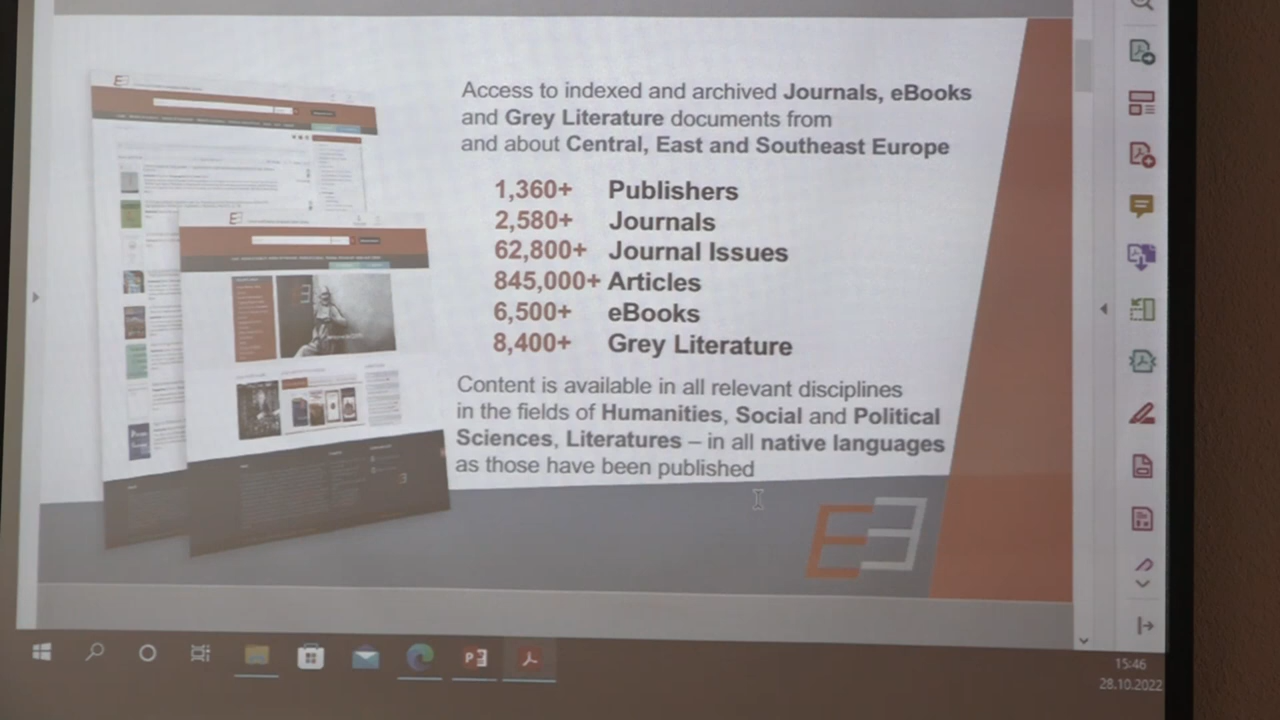 Access to indexed and archived Journals, eBooks
and Grey Literature documents from
and about Central, East and Southeast Europe
1,360+ Publishers
2,580+ Journals
62,800+ Journal Issues
845,000+ Articles
6,500+ eBooks
8,400+ Grey Literature
Content is available in all relevant disciplines
in the fields of Humanities, Social and Political
Sciences, Literatures – in all native languages
as those have been published
15:46
28.10.2022